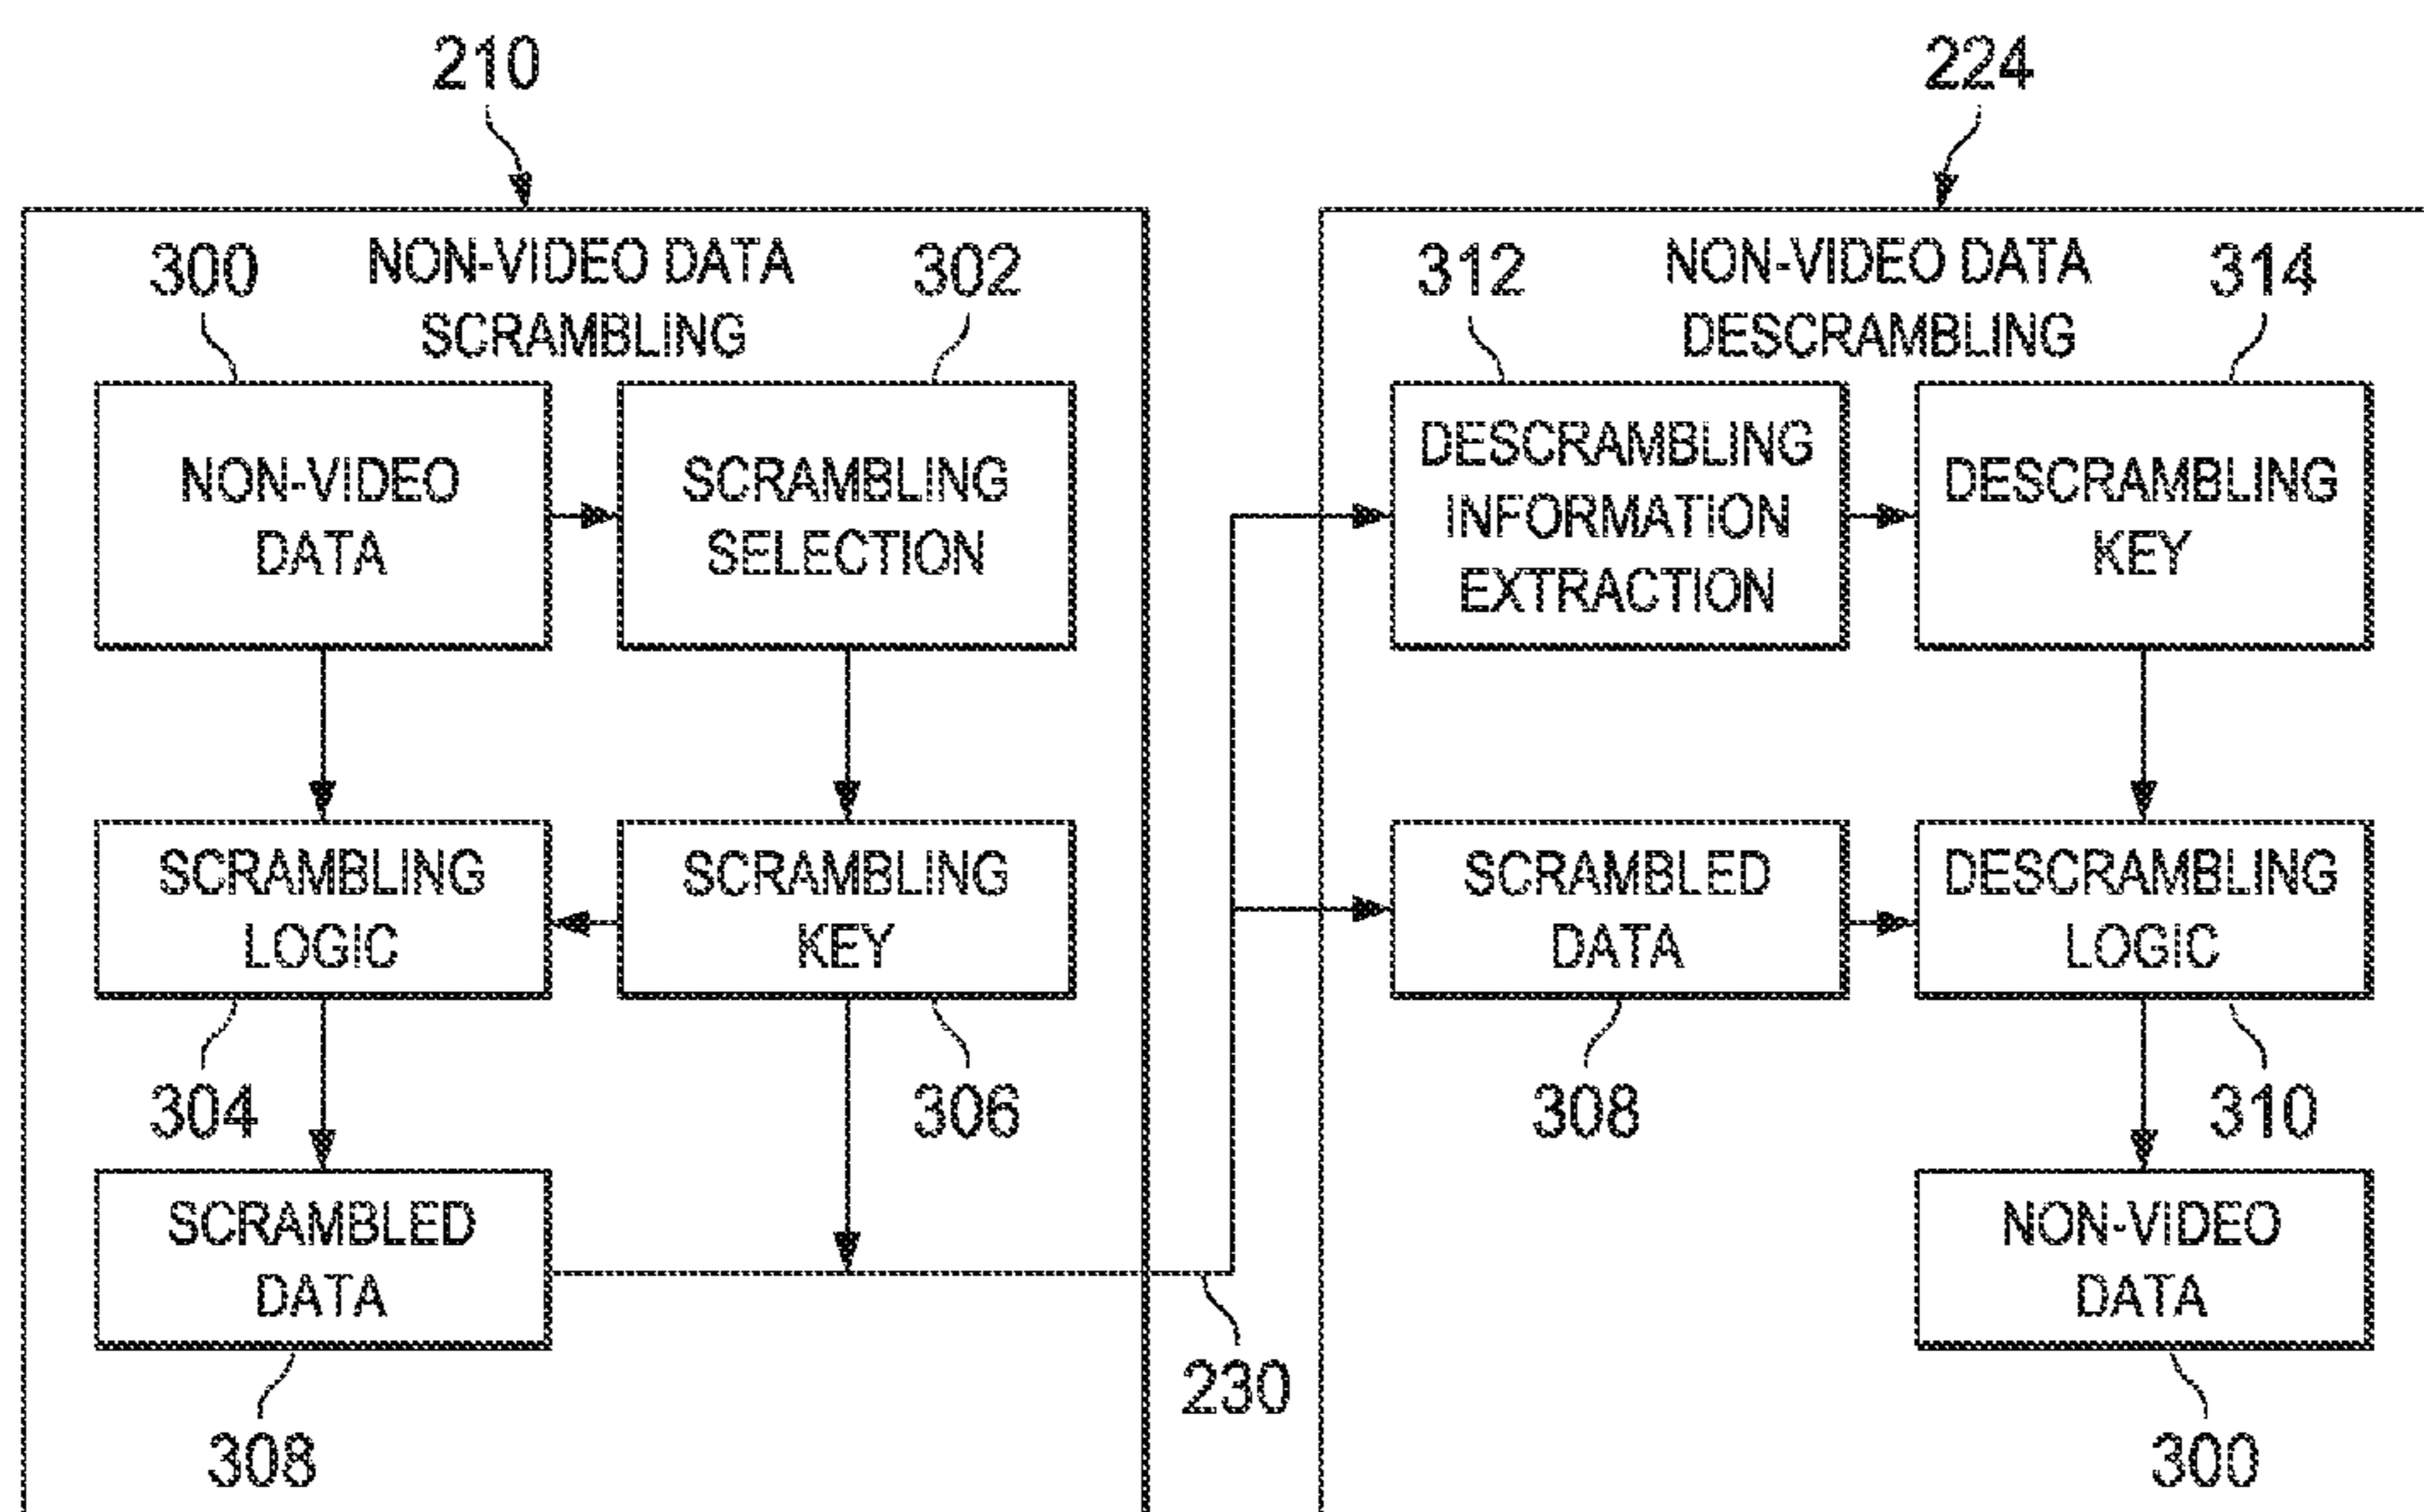 210
224
NON-VIDEO DATA
SCRAMBLING
300
302
NON-VIDEO
DATA
SCRAMBLING
SELECTION
SCRAMBLING
LOGIC
SCRAMBLING
KEY
304
306
SCRAMBLED
DATA
308
230
NON-VIDEO DATA
DESCRAMBLING
312
314
DESCRAMBLING
INFORMATION
EXTRACTION
DESCRAMBLING
KEY
SCRAMBLED
DATA
DESCRAMBLING
LOGIC
308
310
NON-VIDEO
DATA
300